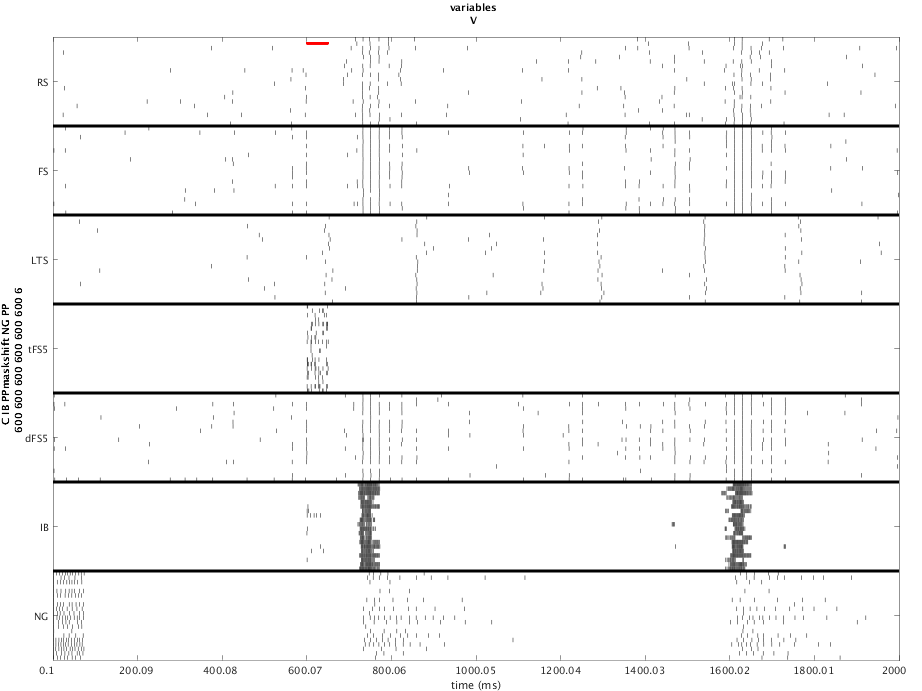 variables
V
RS
FS
LTS
tFS5
dFS5
IB
NG
C IB PPmaskshift NG PP
600 600 600 600 600 600 6
0.1 200.09 400.08 600.07 800.06 1000.05 1200.04 1400.03 1600.02 1800.01 2000
time (ms)